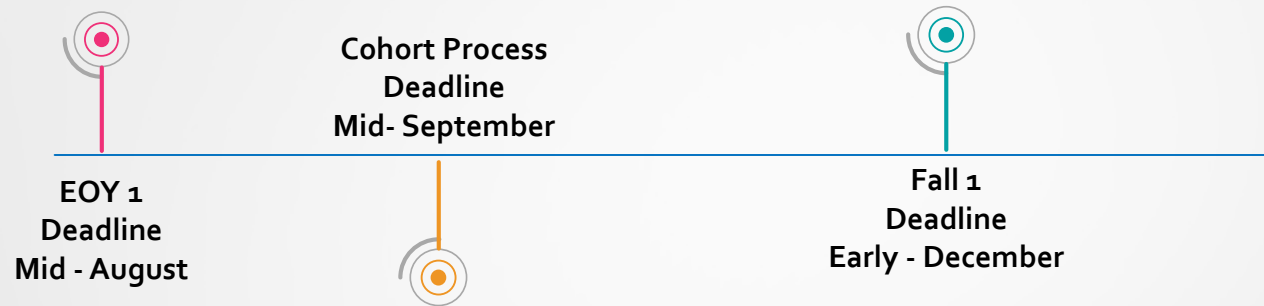 EOY 1
Deadline
Mid - August
Cohort Process
Deadline
Mid- September
Fall 1
Deadline
Early - December